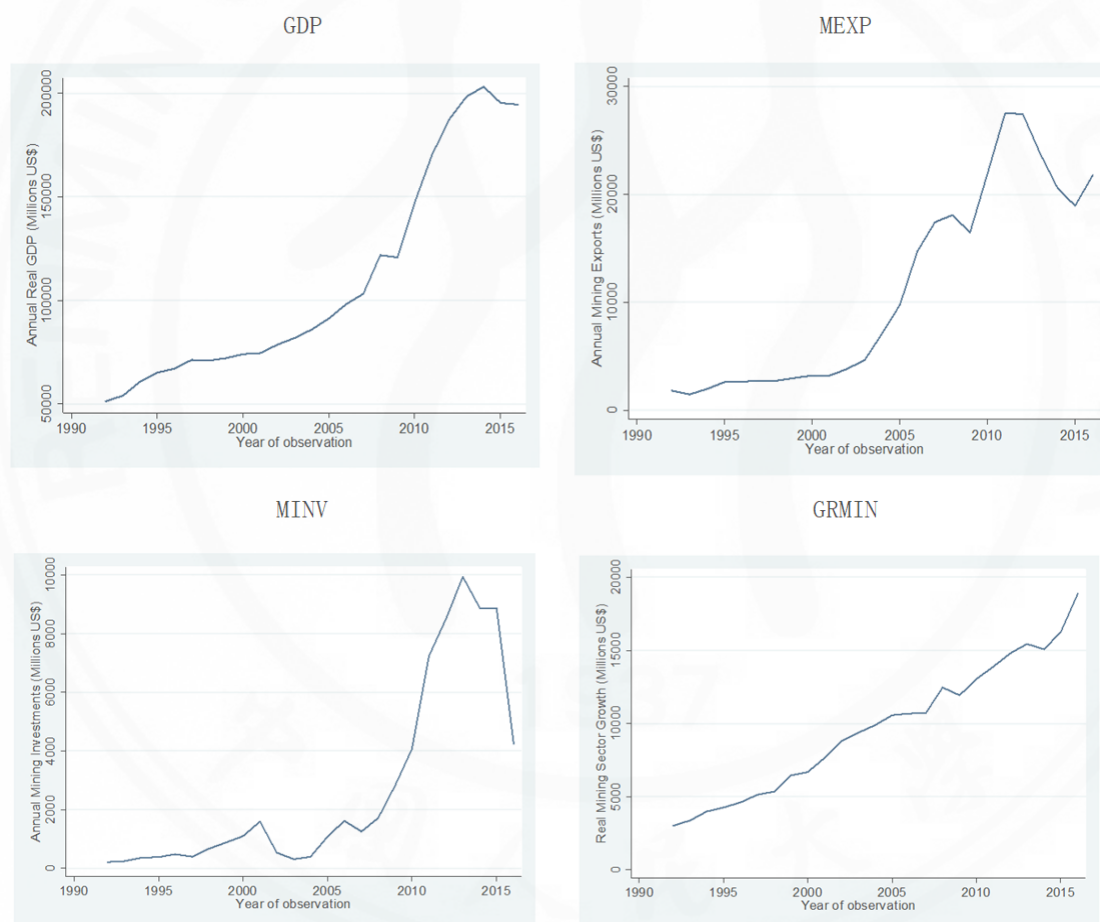 GDP
Annual Real GDP (Millions US$)
200000
150000
100000
50000
1990 1995 2000 2005 2010 2015
Year of observation
MEXP
Annual Mining Exports (Millions US$)
30000
20000
10000
0
1990 1995 2000 2005 2010 2015
Year of observation
MINV
Annual Mining Investments (Millions US$)
10000
8000
6000
4000
2000
0
1990 1995 2000 2005 2010 2015
Year of observation
GRMIN
Real Mining Sector Growth (Millions US$)
20000
15000
10000
5000
0
1990 1995 2000 2005 2010 2015
Year of observation